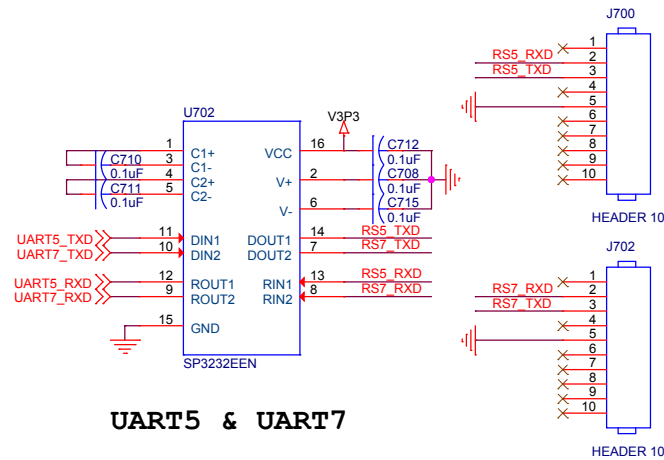 J700
1
RS5_RXD 2
RS5_TXD 3
4
5
6
7
8
9
10
HEADER 10
U702
V3P3
1 C1+ VCC 16 C712
C710 3 C1- 0.1uF
0.1uF 4 C2+ V+ 2 C708
C711 5 C2- 0.1uF
0.1uF V- 6 C715
0.1uF
UART5_TXD 11 DIN1 DOUT1 14 RS5_TXD
UART7_TXD 10 DIN2 DOUT2 7 RS7_TXD
UART5_RXD 12 ROUT1 RIN1 13 RS5_RXD
UART7_RXD 9 ROUT2 RIN2 8 RS7_RXD
15 GND
SP3232EEN
J702
1
RS7_RXD 2
RS7_TXD 3
4
5
6
7
8
9
10
HEADER 10
UART5 & UART7